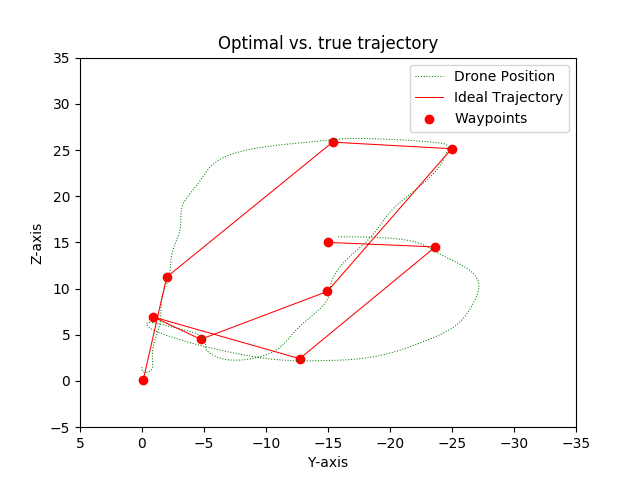 Optimal vs. true trajectory
Drone Position
Ideal Trajectory
Waypoints
35
30
25
20
15
10
5
0
−5
Z-axis
5 0 −5 −10 −15 −20 −25 −30 −35
Y-axis